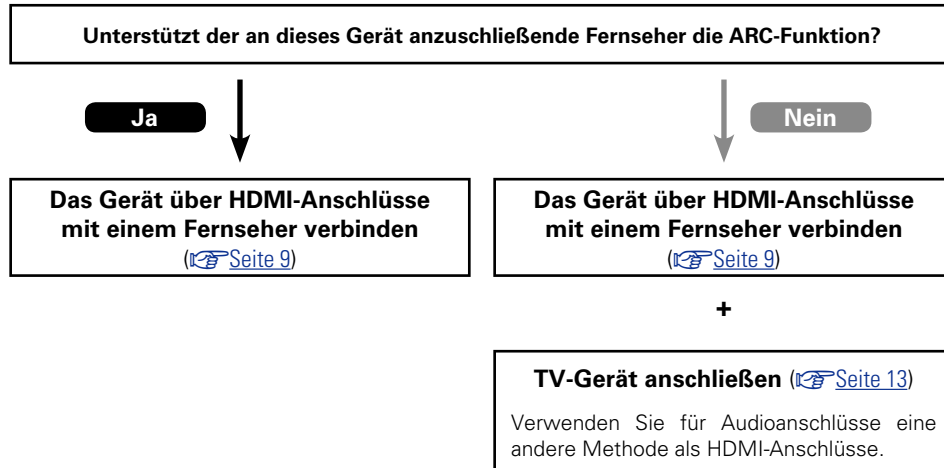 Unterstützt der an dieses Gerät anzuschließende Fernseher die ARC-Funktion?
Ja
Nein
Das Gerät über HDMI-Anschlüsse
mit einem Fernseher verbinden
(Seite 9)
Das Gerät über HDMI-Anschlüsse
mit einem Fernseher verbinden
(Seite 9)
+
TV-Gerät anschließen (Seite 13)
Verwenden Sie für Audioanschlüsse eine
andere Methode als HDMI-Anschlüsse.